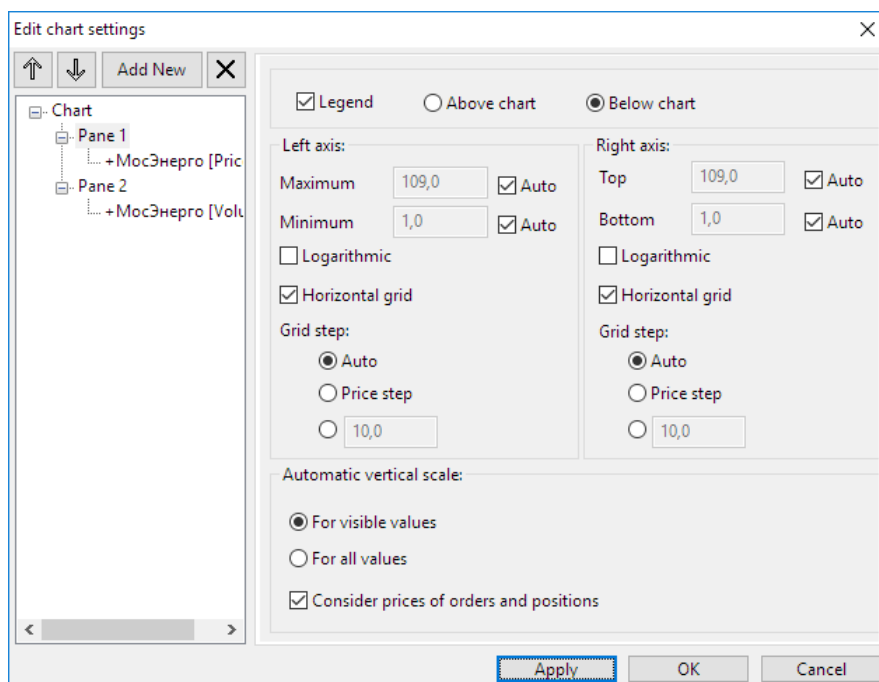 Edit chart settings
Add New
Chart
Pane 1
+МосЭнерго [Pric
Pane 2
+МосЭнерго [Volu
Legend Above chart Below chart
Left axis:
Maximum 109,0 Auto
Minimum 1,0 Auto
Logarithmic
Horizontal grid
Grid step:
Auto
Price step
10,0
Right axis:
Top 109,0 Auto
Bottom 1,0 Auto
Logarithmic
Horizontal grid
Grid step:
Auto
Price step
10,0
Automatic vertical scale:
For visible values
For all values
Consider prices of orders and positions
Apply OK Cancel